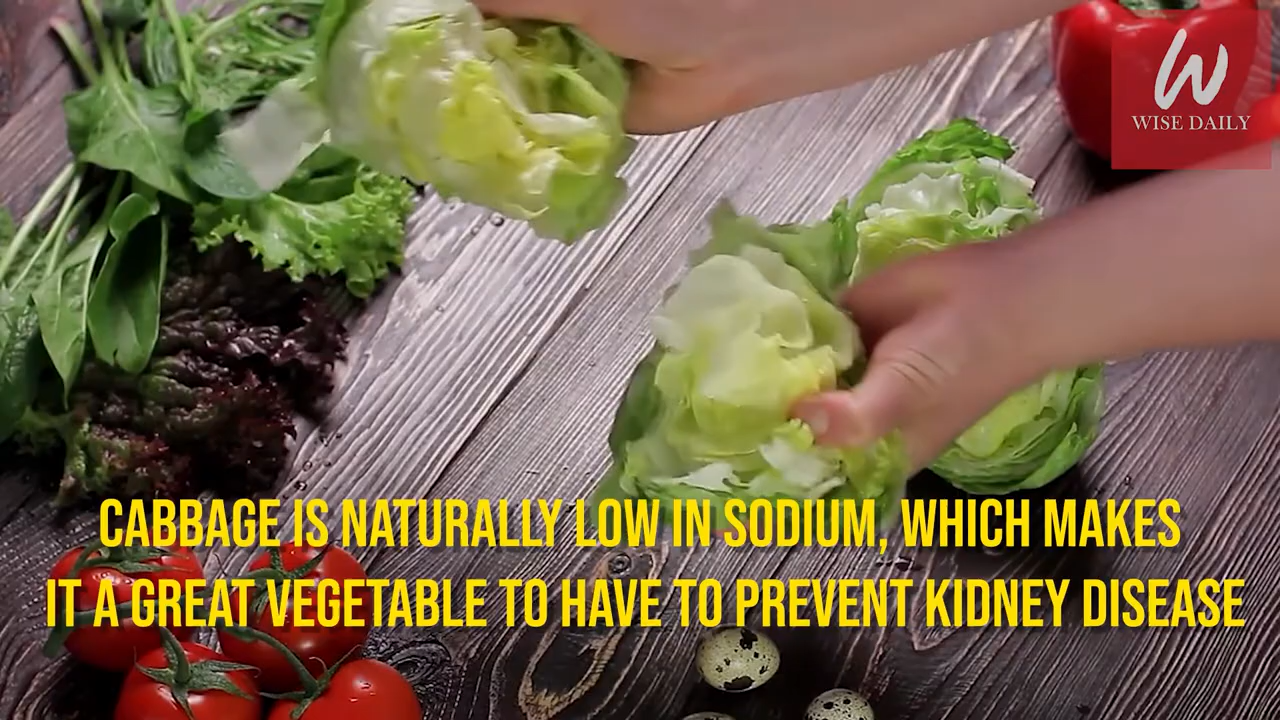 W
WISE DAILY
CABBAGE IS NATURALLY LOW IN SODIUM, WHICH MAKES
IT A GREAT VEGETABLE TO HAVE TO PREVENT KIDNEY DISEASE